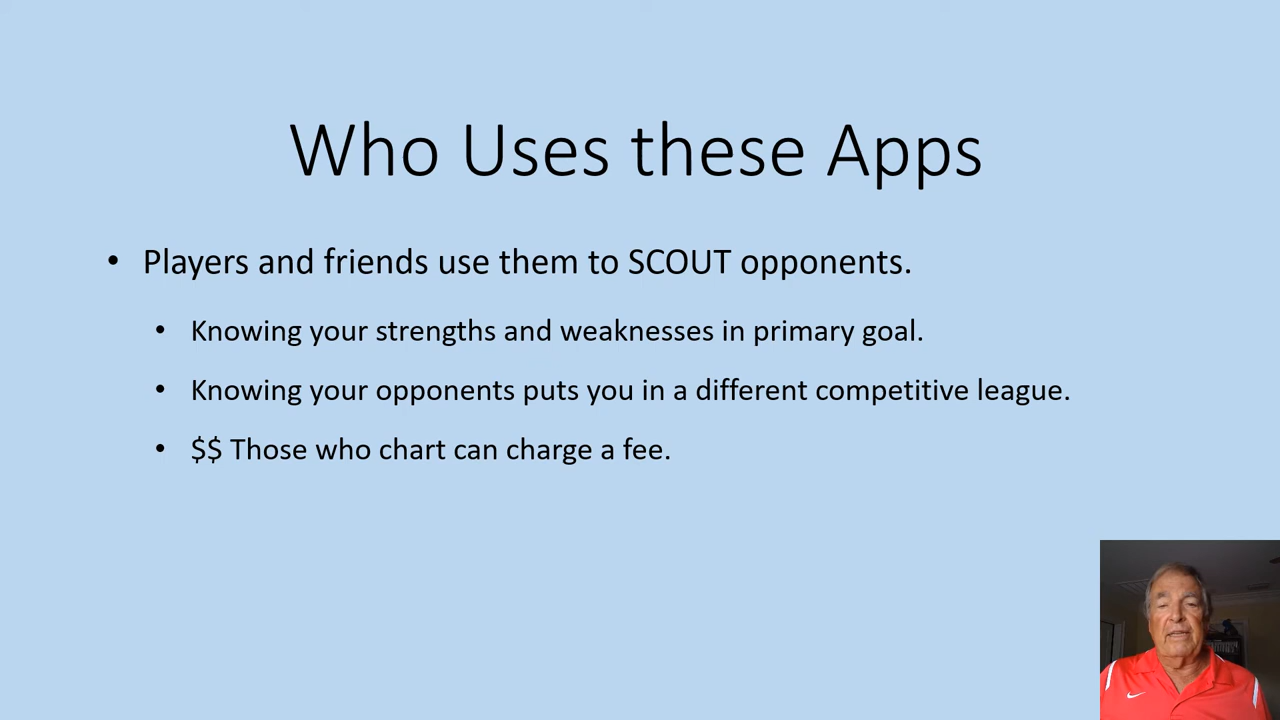 Who Uses these Apps
• Players and friends use them to SCOUT opponents.
• Knowing your strengths and weaknesses in primary goal.
• Knowing your opponents puts you in a different competitive league.
• $$ Those who chart can charge a fee.